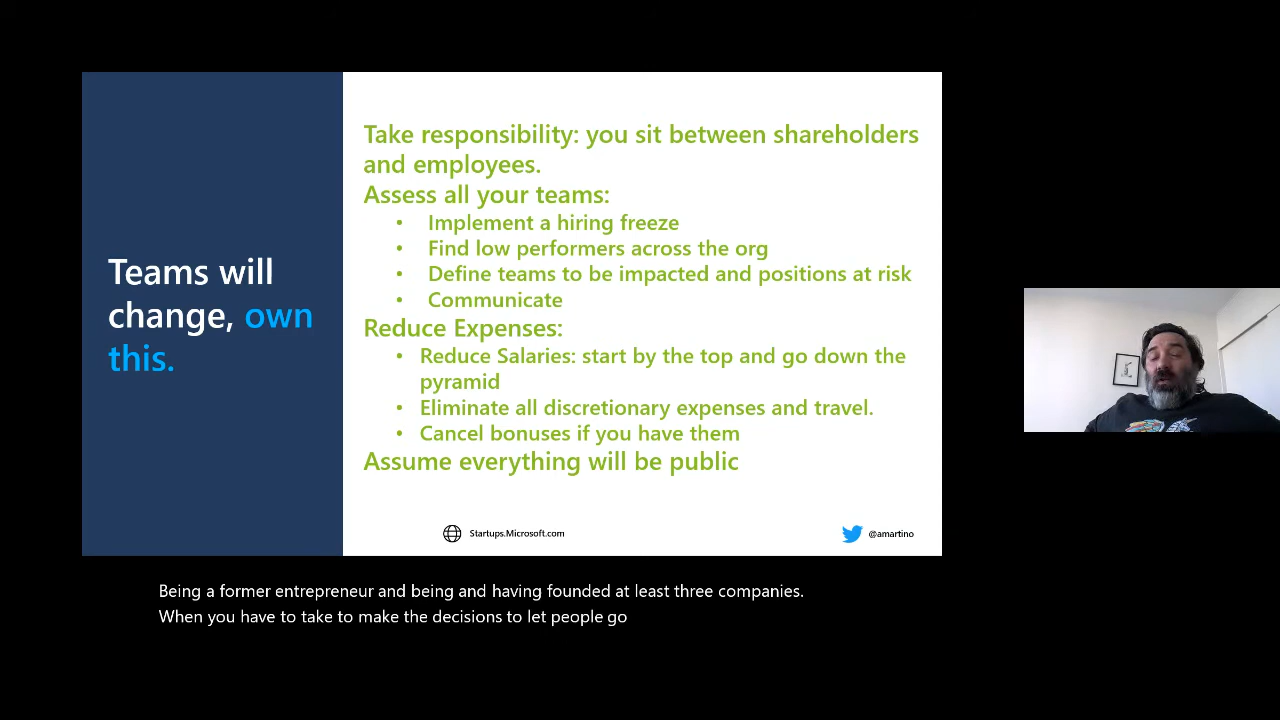 Teams will
change, own
this.
Take responsibility: you sit between shareholders
and employees.
Assess all your teams:
• Implement a hiring freeze
• Find low performers across the org
• Define teams to be impacted and positions at risk
• Communicate
Reduce Expenses:
• Reduce Salaries: start by the top and go down the
pyramid
• Eliminate all discretionary expenses and travel.
• Cancel bonuses if you have them
Assume everything will be public
Startups.Microsoft.com
@amartino
Being a former entrepreneur and being and having founded at least three companies.
When you have to take to make the decisions to let people go